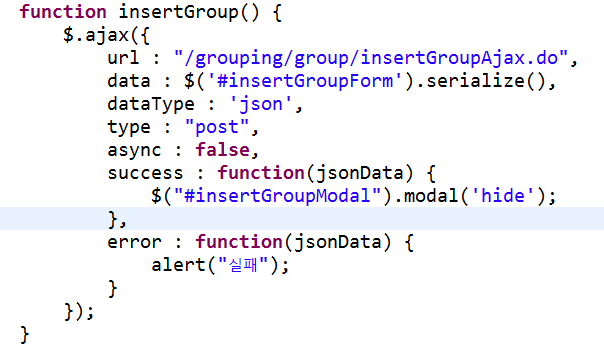 function insertGroup() {
    $.ajax({
        url : "/grouping/group/insertGroupAjax.do",
        data : $('#insertGroupForm').serialize(),
        dataType : 'json',
        type : "post",
        async : false,
        success : function(jsonData) {
            $("#insertGroupModal").modal('hide');
        },
        error : function(jsonData) {
            alert("실패");
        }
    });
}